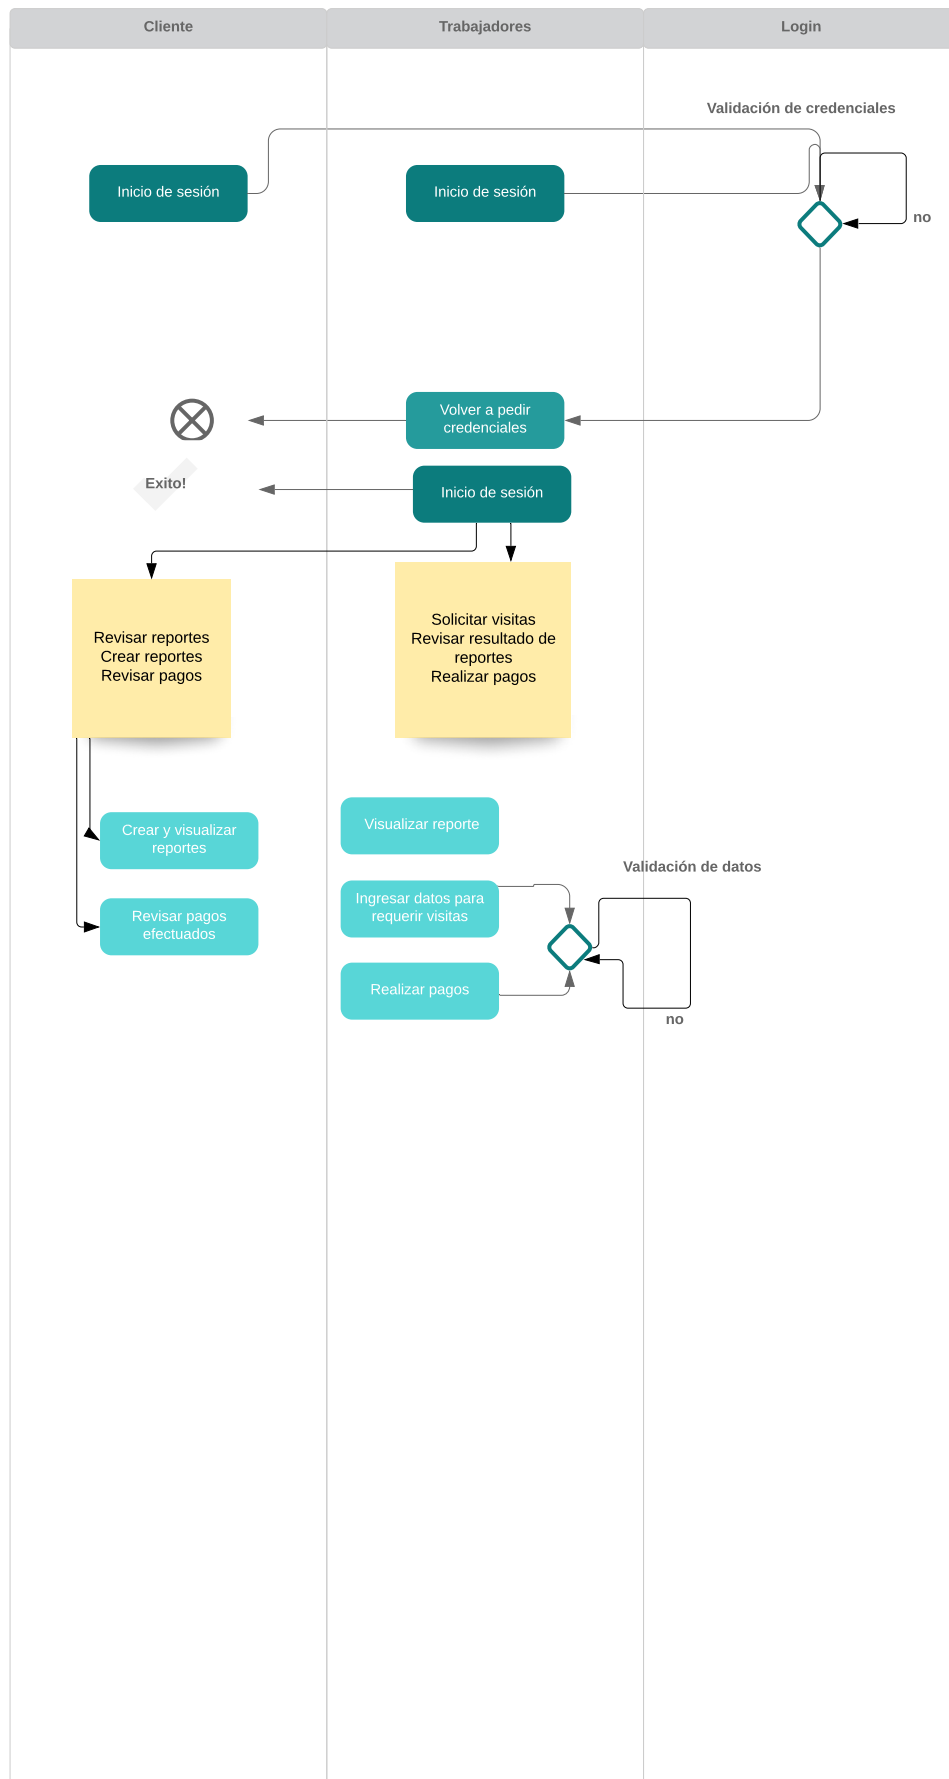 Cliente
Trabajadores
Login
Validación de credenciales
Inicio de sesión
Inicio de sesión
no
Volver a pedir
credenciales
Exito!
Inicio de sesión
Revisar reportes
Crear reportes
Revisar pagos
Solicitar visitas
Revisar resultado de
reportes
Realizar pagos
Crear y visualizar
reportes
Visualizar reporte
Validación de datos
Revisar pagos
efectuados
Ingresar datos para
requerir visitas
Realizar pagos
no